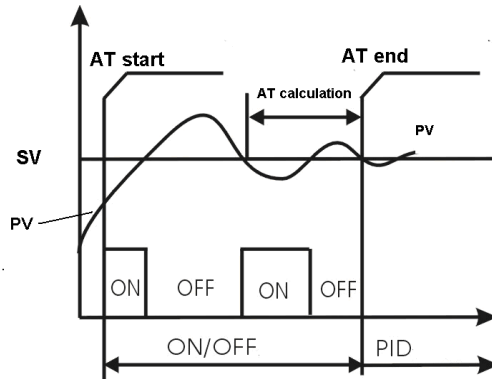 AT start
AT end
AT calculation
PV
SV
PV
ON
OFF
ON
OFF
ON/OFF
PID